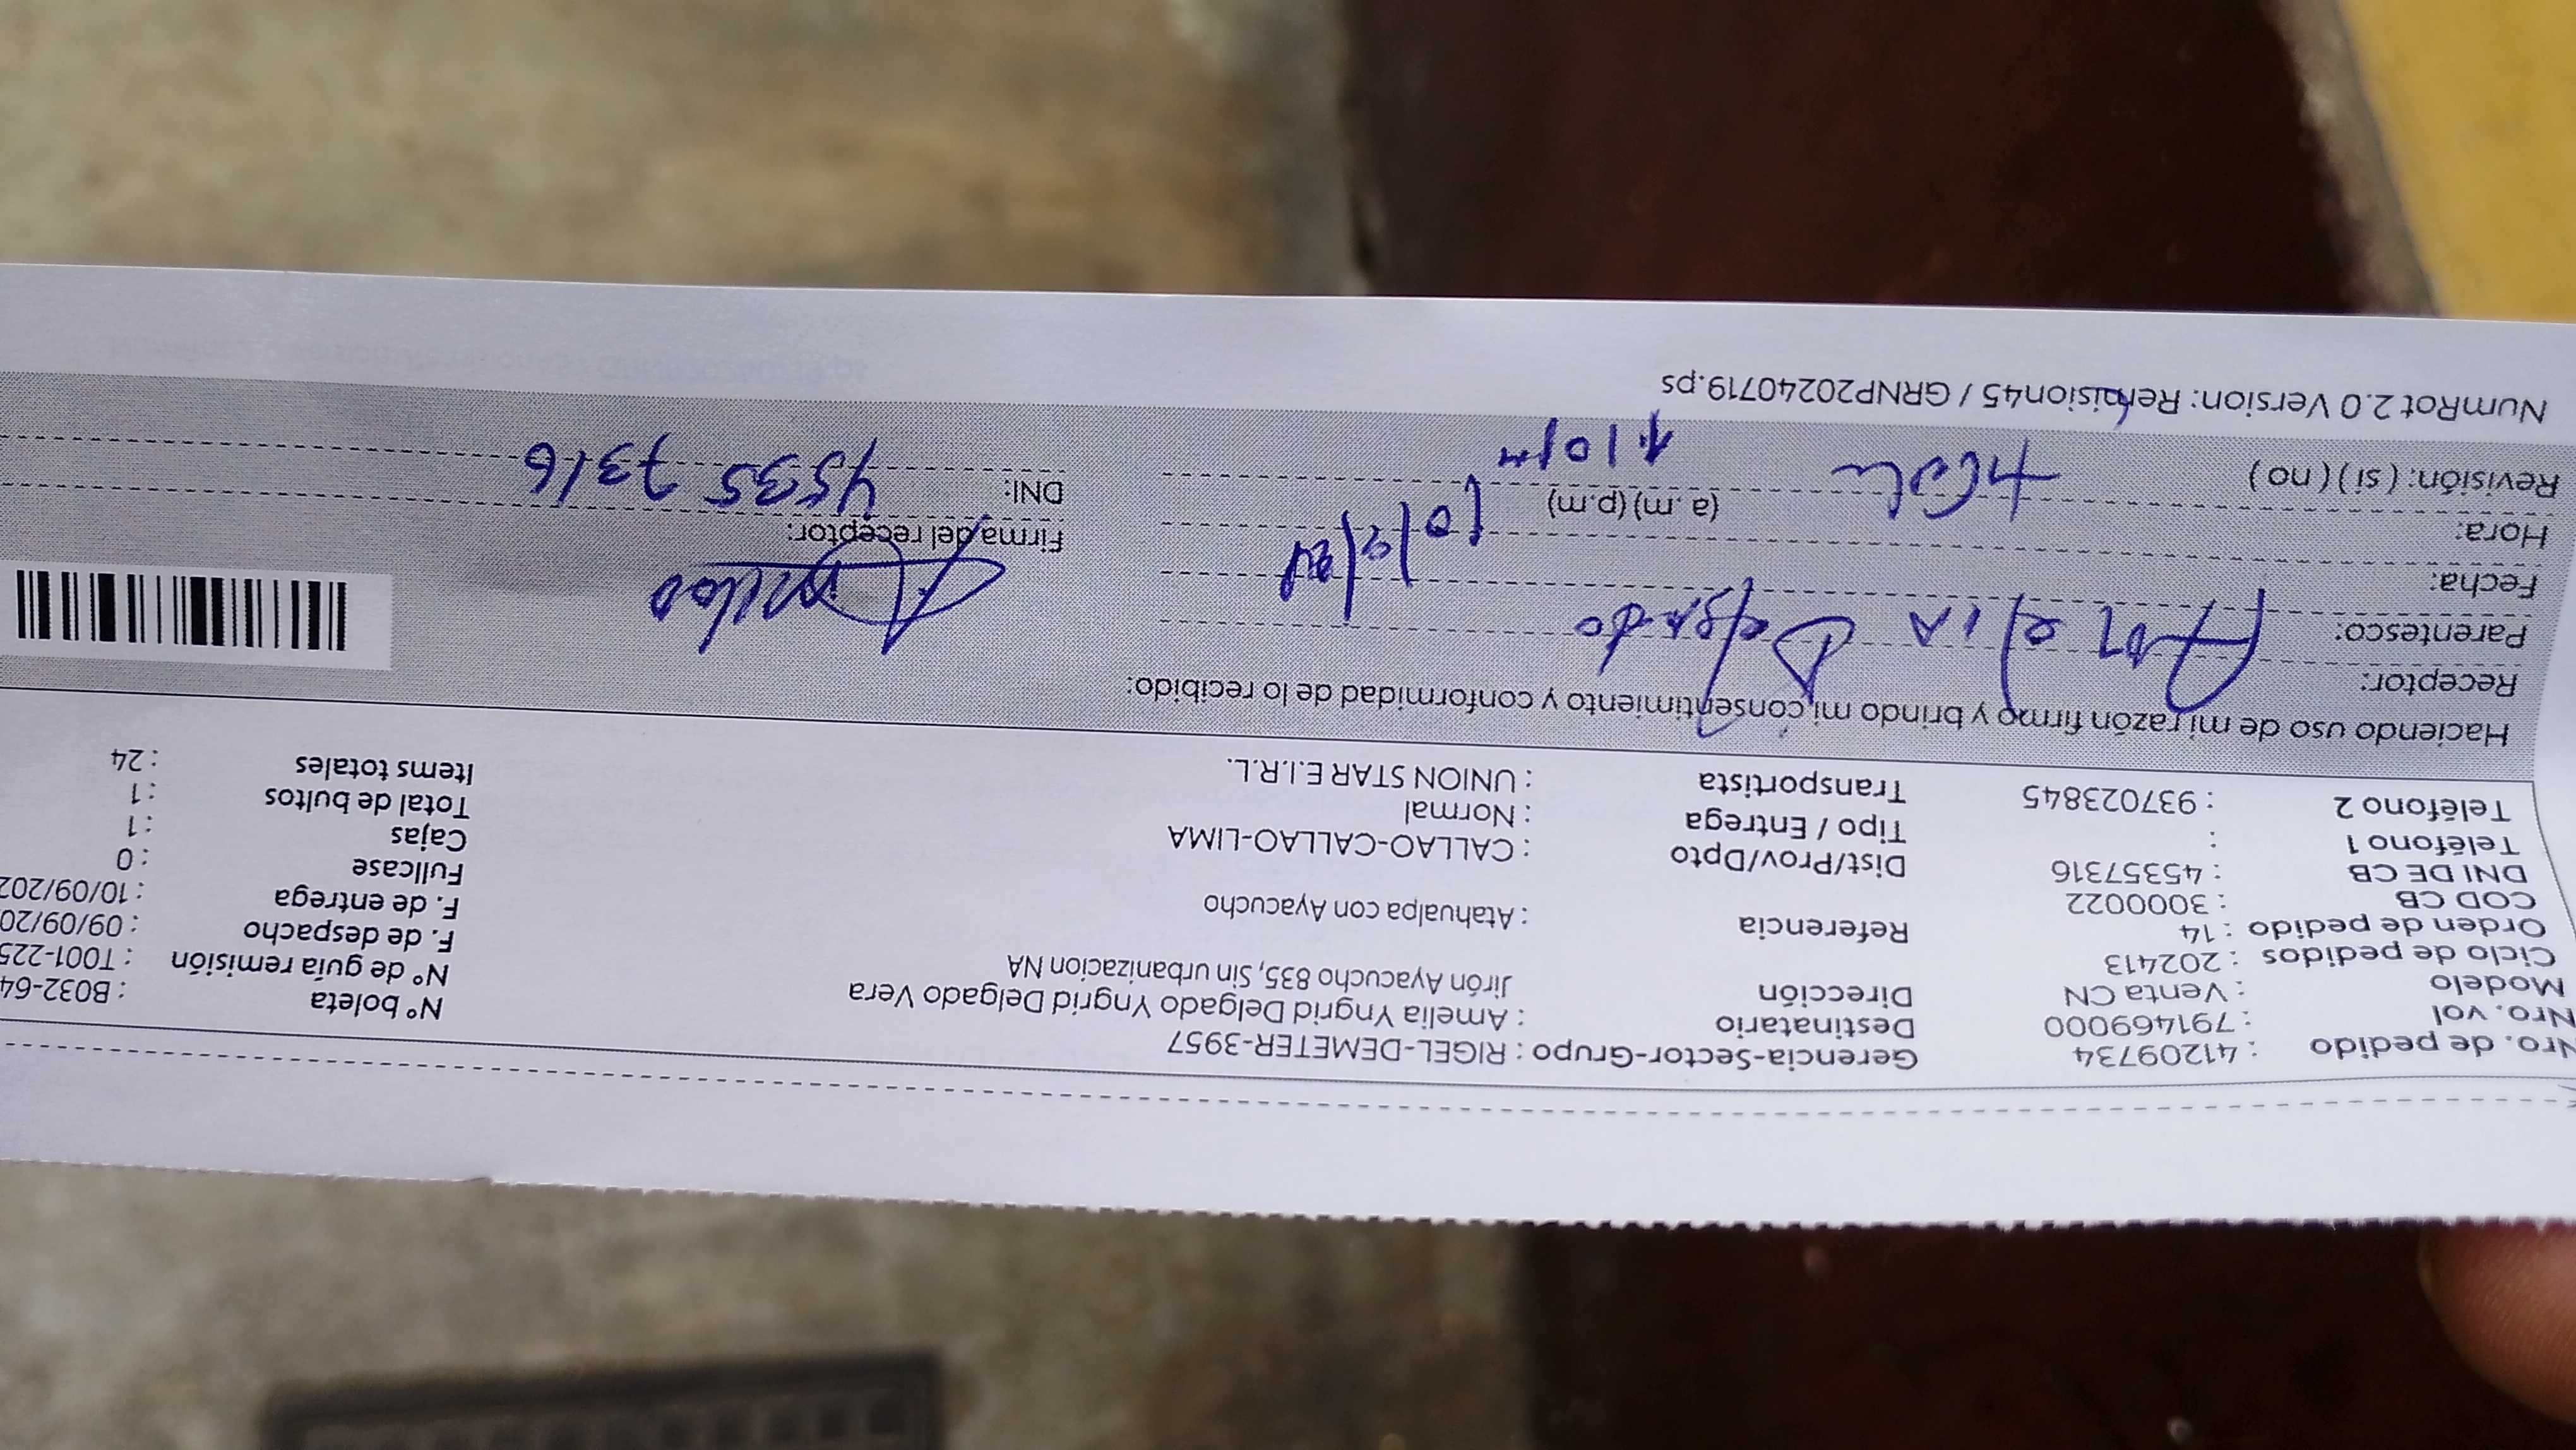 Nro. de pedido : 41209734 Gerencia-Sector-Grupo : RIGEL-DEMETER-3957
Nro. vol : 791469000 Destinatario : Amelia Yngrid Delgado Yngrid Delgado Vera N° boleta : B032-64
Modelo : Venta CN Dirección Jirón Ayacucho 835, Sin urbanizacion NA N° de guía remisión : T001-225
Ciclo de pedidos : 202413 F. de despacho : 09/09/20
Orden de pedido : 14 Referencia : Atahualpa con Ayacucho F. de entrega : 10/09/202
COD CB : 3000022 Fullcase : 0
DNI DE CB : 45357316 Dist/Prov/Dpto : CALLAO-CALLAO-LIMA Cajas : 1
Teléfono 1 : Tipo / Entrega : Normal Total de bultos : 1
Teléfono 2 : 937023845 Transportista : UNION STAR E.I.R.L. Items totales : 24
Haciendo uso de mi razón firmo y brindo mi consentimiento y conformidad de lo recibido:
Receptor: Amelia Delgado
Parentesco:
Fecha: 10/9/24
Hora: (a.m) (p.m) Firma del receptor:
Revisión: ( si ) ( no ) 1:10 pm DNI: 45357316
NumRot 2.0 Version: Remision45 / GRNP20240719.ps